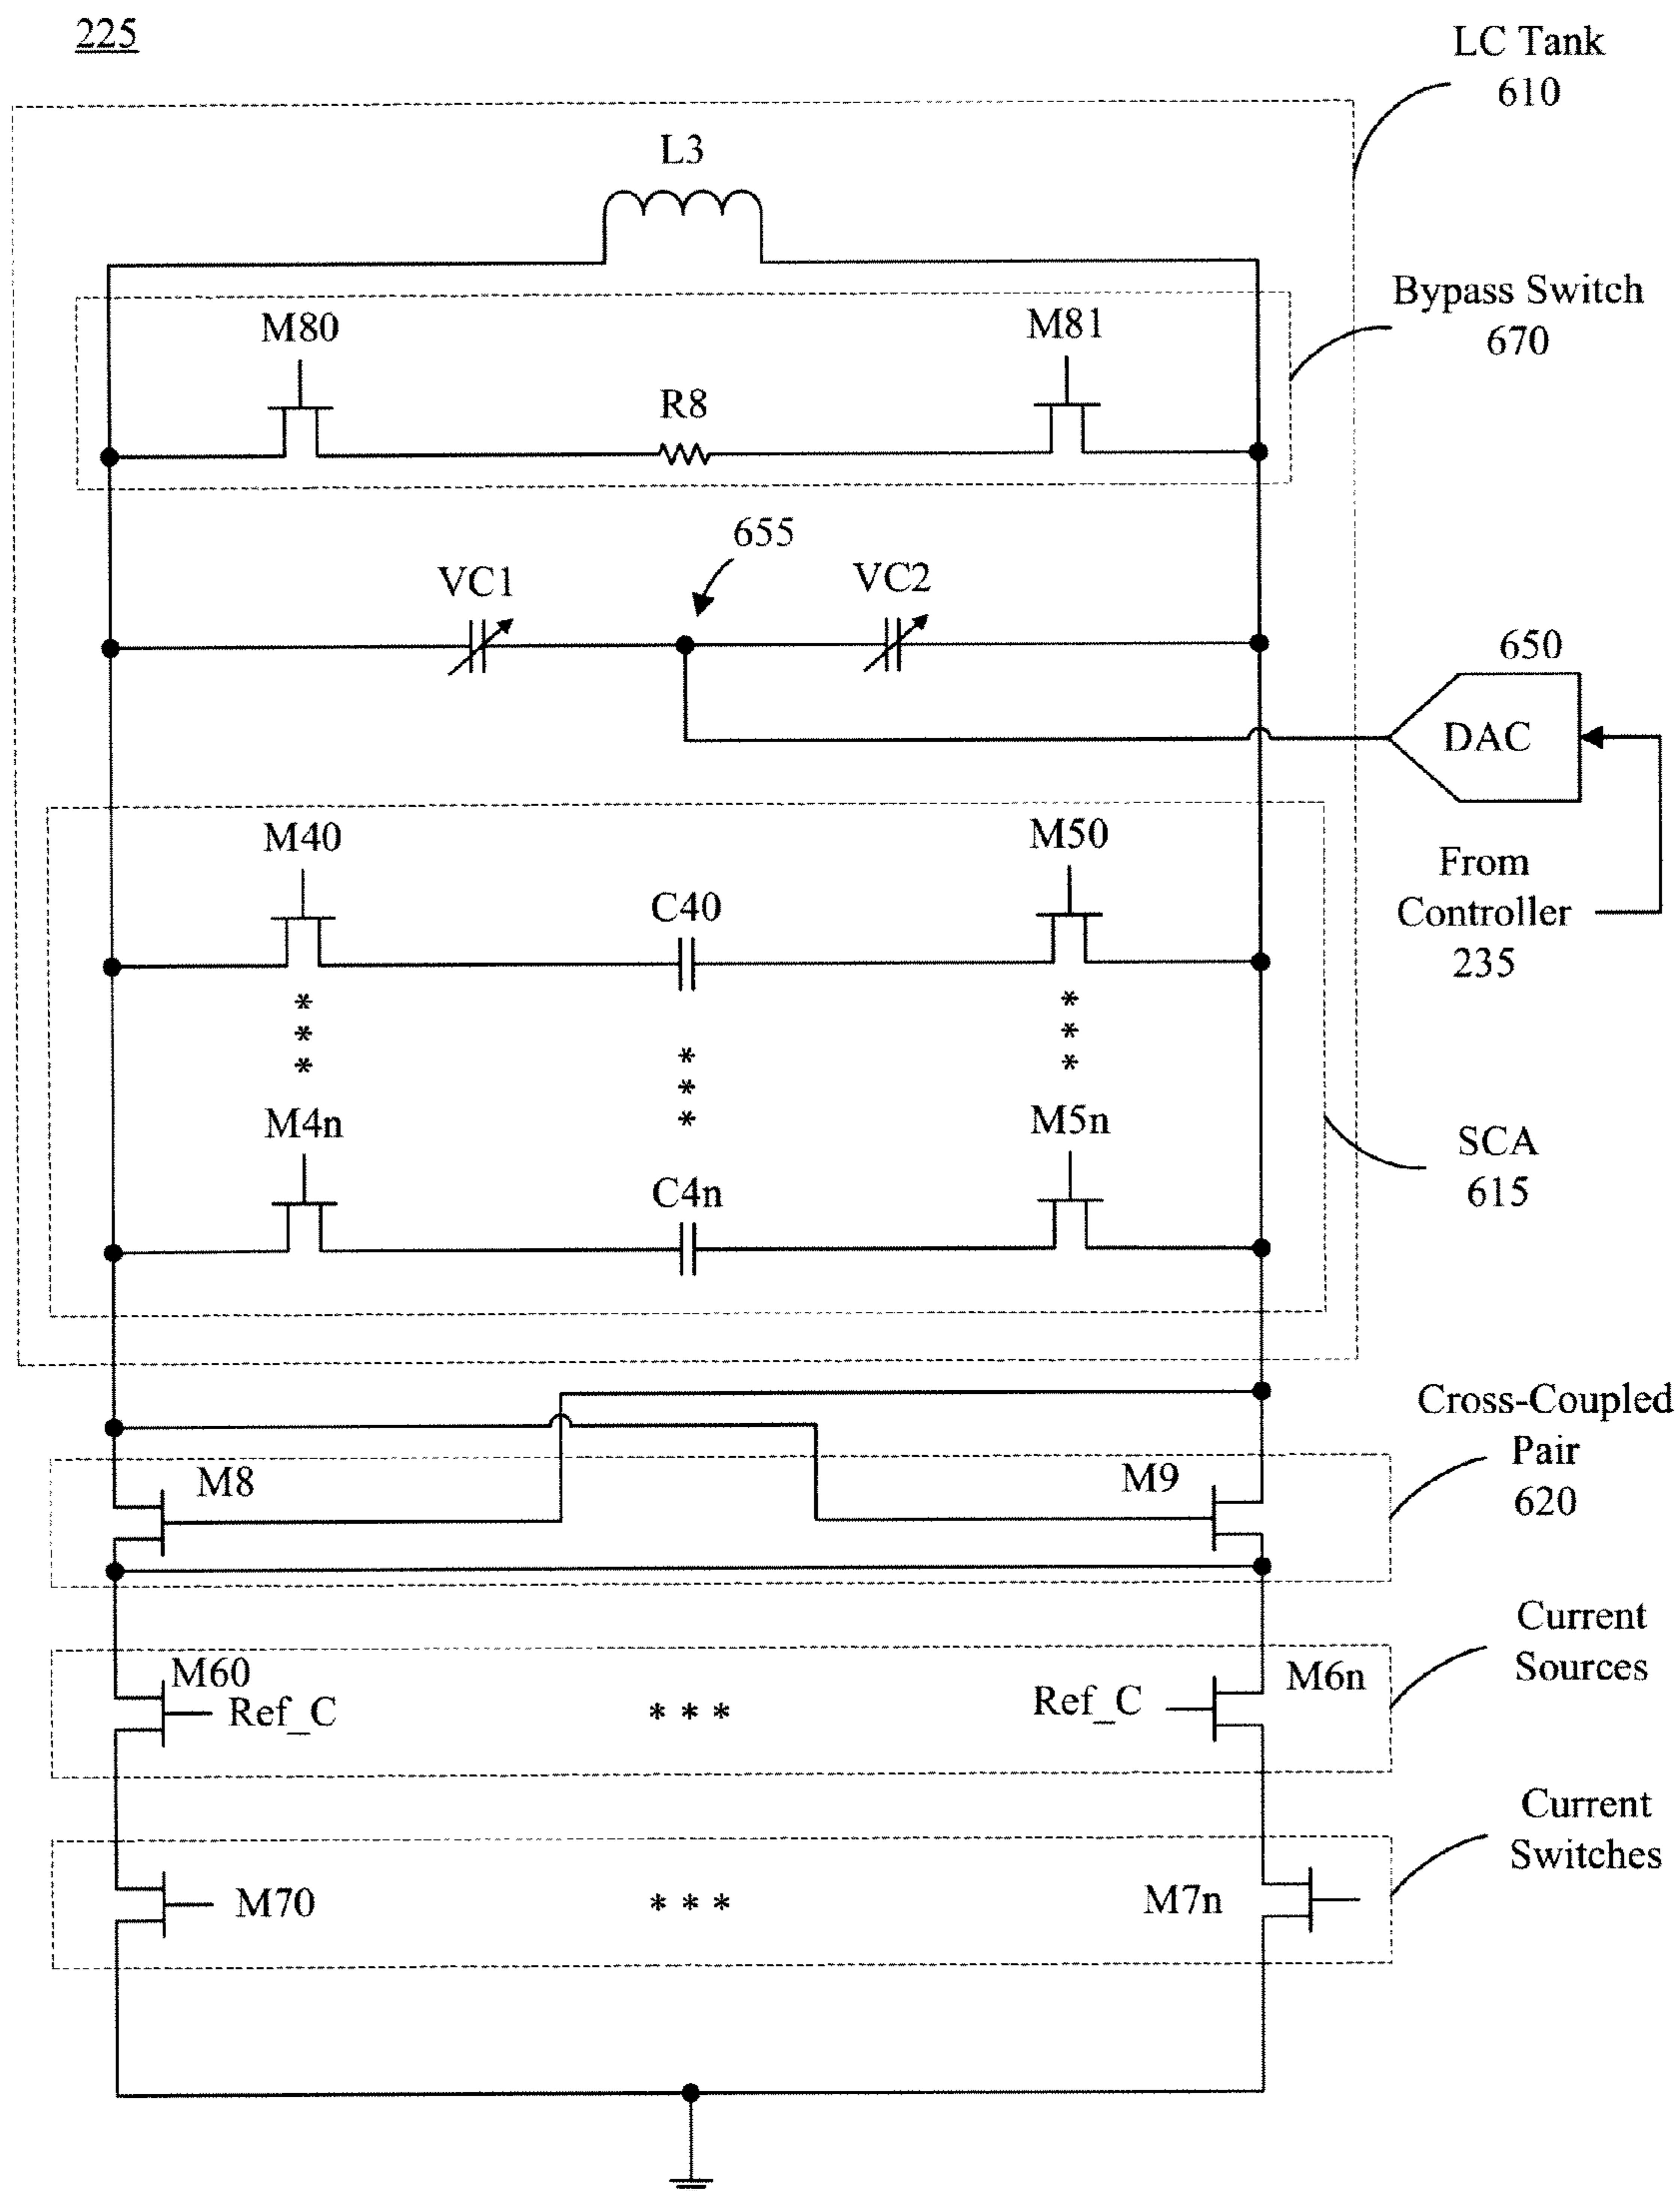 225
LC Tank
610
L3
Bypass Switch
670
M80
M81
R8
655
VC1
VC2
650
DAC
From
Controller
235
M40
M50
C40
*
*
*
*
*
*
*
*
*
M4n
M5n
C4n
SCA
615
Cross-Coupled
Pair
620
M8
M9
Current
Sources
M60
Ref_C
* * *
Ref_C
M6n
Current
Switches
M70
* * *
M7n